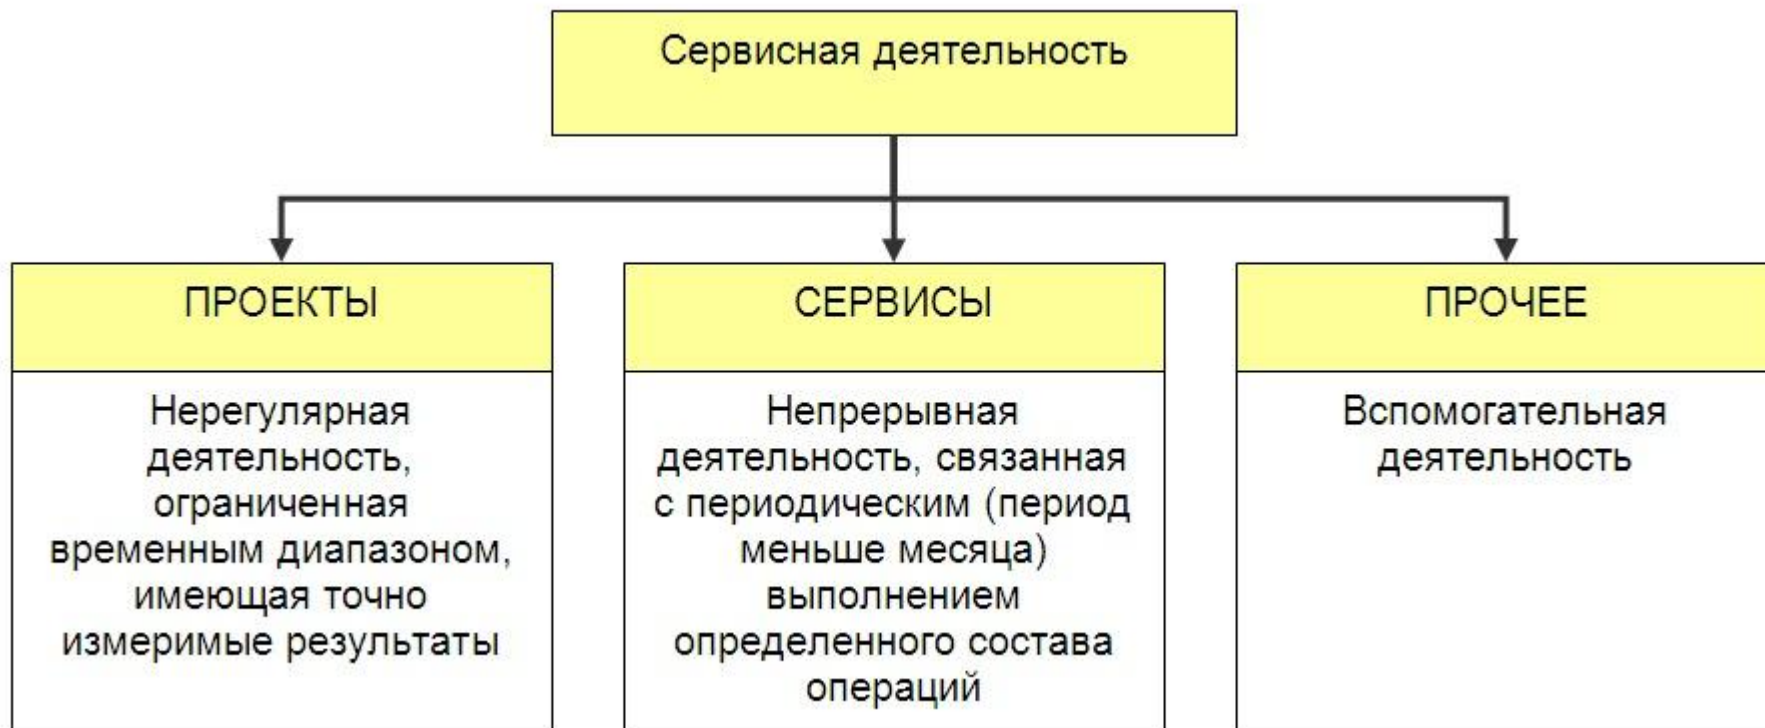 Сервисная деятельность
ПРОЕКТЫ
Нерегулярная
деятельность,
ограниченная
временным диапазоном,
имеющая точно
измеримые результаты
СЕРВИСЫ
Непрерывная
деятельность, связанная
с периодическим (период
меньше месяца)
выполнением
определенного состава
операций
ПРОЧЕЕ
Вспомогательная
деятельность